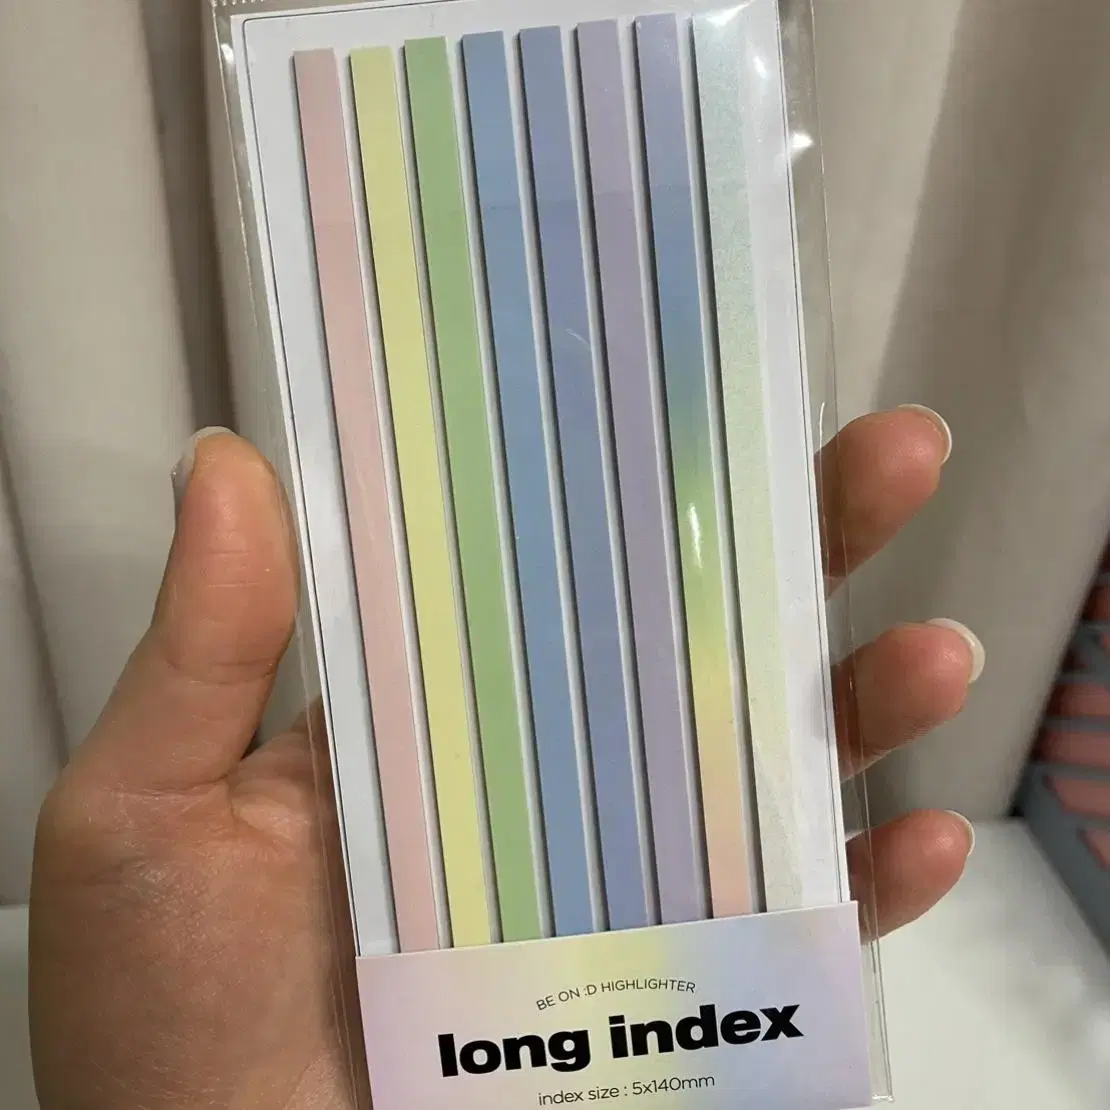 BE ON :D HIGHLIGHTER
long index
index size : 5x140mm